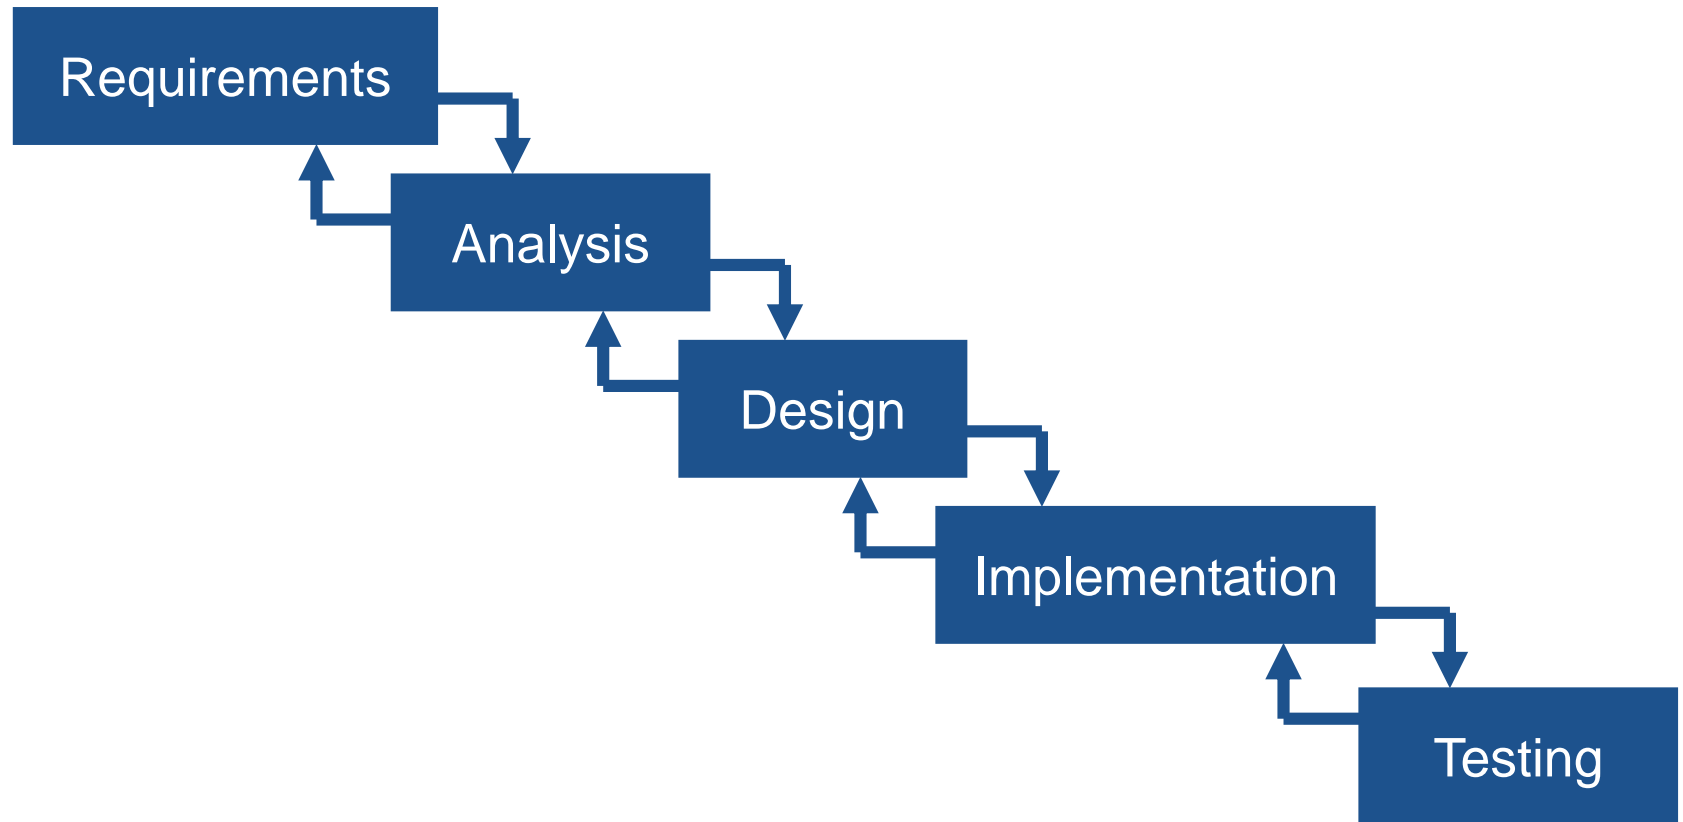 Requirements
Analysis
Design
Implementation
Testing